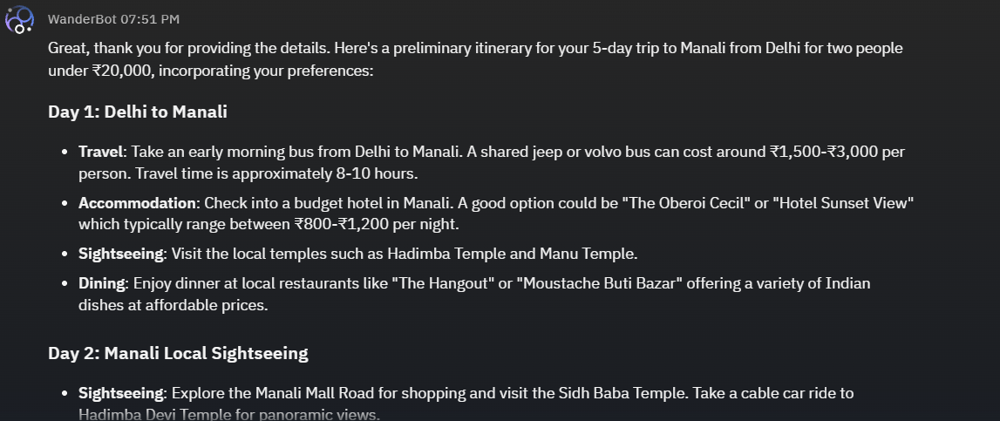 WanderBot 07:51 PM
Great, thank you for providing the details. Here's a preliminary itinerary for your 5-day trip to Manali from Delhi for two people
under ₹20,000, incorporating your preferences:
Day 1: Delhi to Manali
• Travel: Take an early morning bus from Delhi to Manali. A shared jeep or volvo bus can cost around ₹1,500-₹3,000 per
person. Travel time is approximately 8-10 hours.
• Accommodation: Check into a budget hotel in Manali. A good option could be "The Oberoi Cecil" or "Hotel Sunset View"
which typically range between ₹800-₹1,200 per night.
• Sightseeing: Visit the local temples such as Hadimba Temple and Manu Temple.
• Dining: Enjoy dinner at local restaurants like "The Hangout" or "Moustache Buti Bazar" offering a variety of Indian
dishes at affordable prices.
Day 2: Manali Local Sightseeing
• Sightseeing: Explore the Manali Mall Road for shopping and visit the Sidh Baba Temple. Take a cable car ride to
Hadimba Devi Temple for panoramic views.